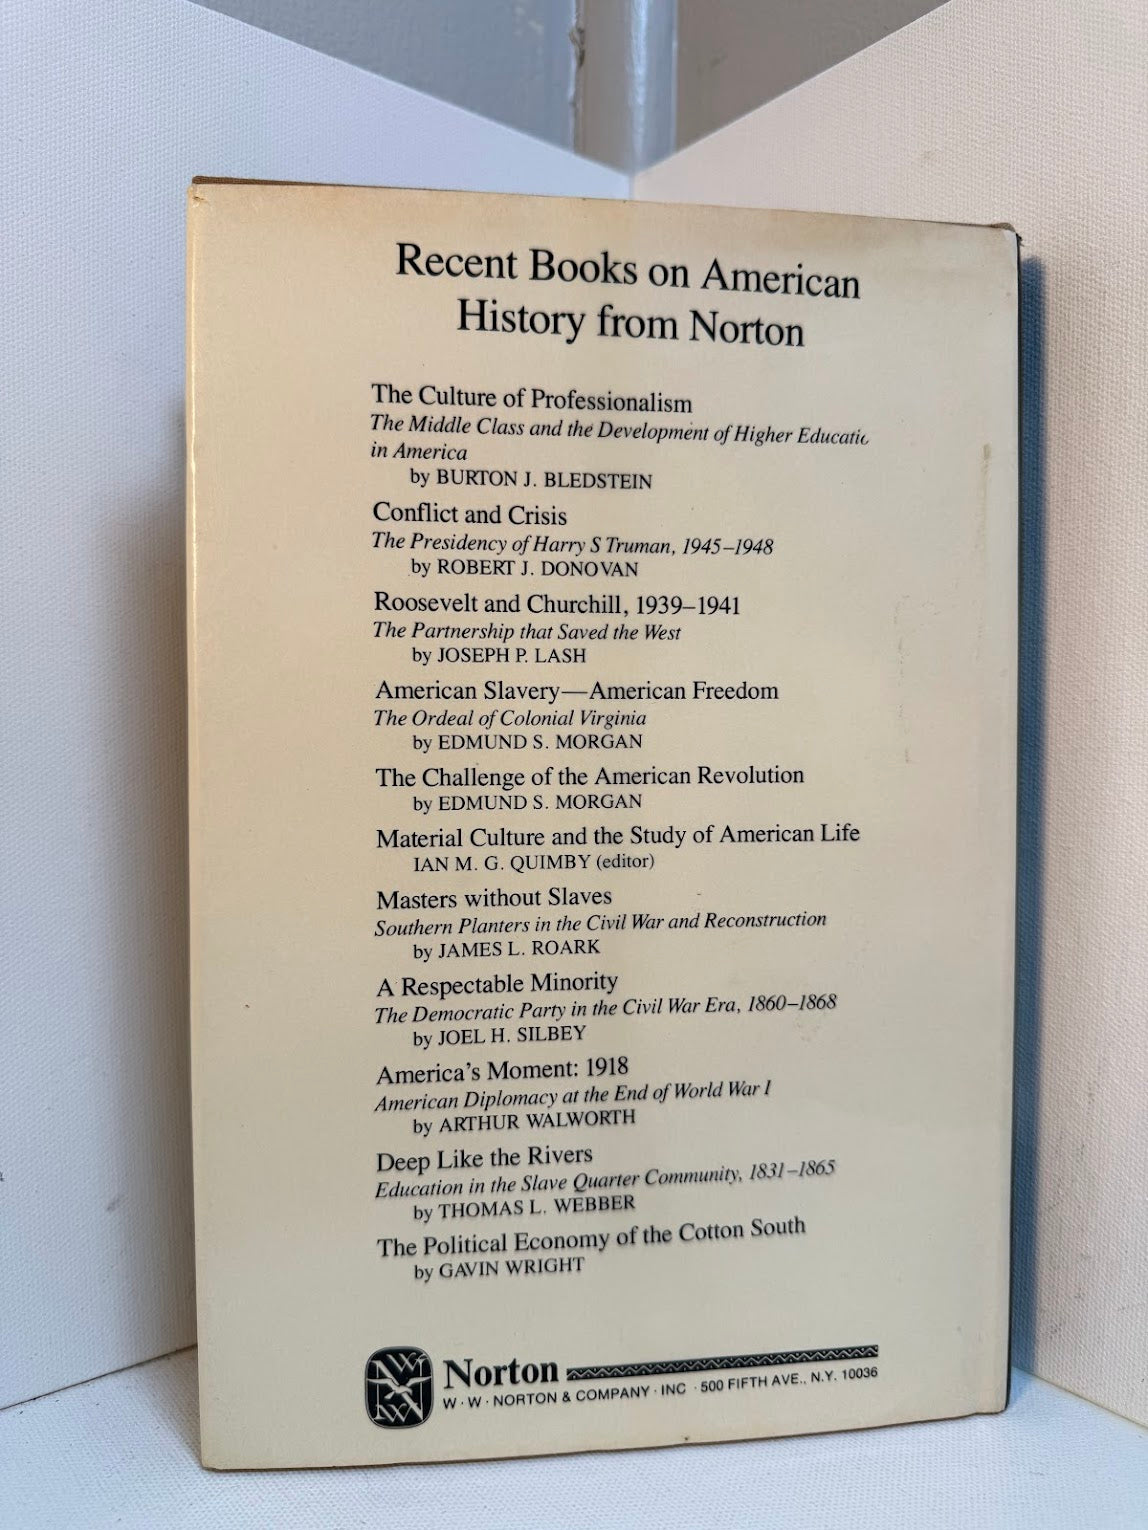 Recent Books on American
History from Norton
The Culture of Professionalism
The Middle Class and the Development of Higher Educatic
in America
by BURTON J. BLEDSTEIN
Conflict and Crisis
The Presidency of Harry S Truman, 1945–1948
by ROBERT J. DONOVAN
Roosevelt and Churchill, 1939–1941
The Partnership that Saved the West
by JOSEPH P. LASH
American Slavery—American Freedom
The Ordeal of Colonial Virginia
by EDMUND S. MORGAN
The Challenge of the American Revolution
by EDMUND S. MORGAN
Material Culture and the Study of American Life
IAN M. G. QUIMBY (editor)
Masters without Slaves
Southern Planters in the Civil War and Reconstruction
by JAMES L. ROARK
A Respectable Minority
The Democratic Party in the Civil War Era, 1860–1868
by JOEL H. SILBEY
America's Moment: 1918
American Diplomacy at the End of World War I
by ARTHUR WALWORTH
Deep Like the Rivers
Education in the Slave Quarter Community, 1831–1865
by THOMAS L. WEBBER
The Political Economy of the Cotton South
by GAVIN WRIGHT
Norton
W · W · NORTON & COMPANY · INC · 500 FIFTH AVE., N.Y. 10036